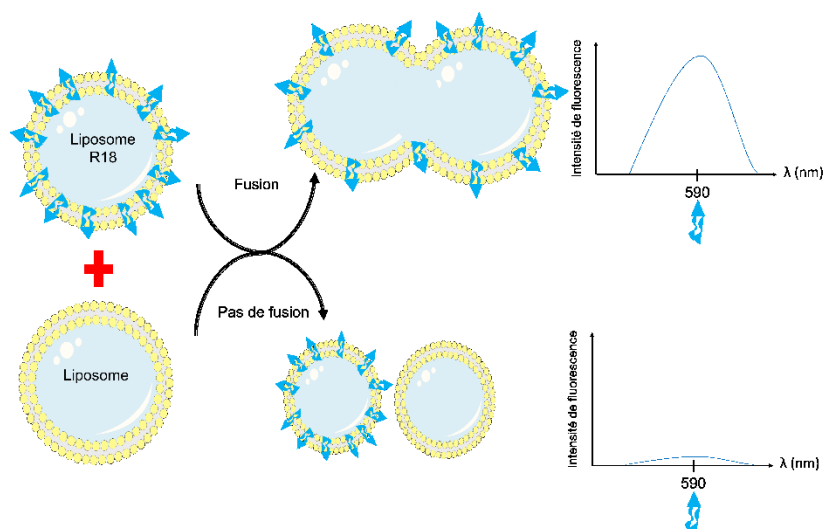 Liposome
R18
Fusion
Intensité de fluorescence
590
λ (nm)
Liposome
Pas de fusion
Intensité de fluorescence
590
λ (nm)